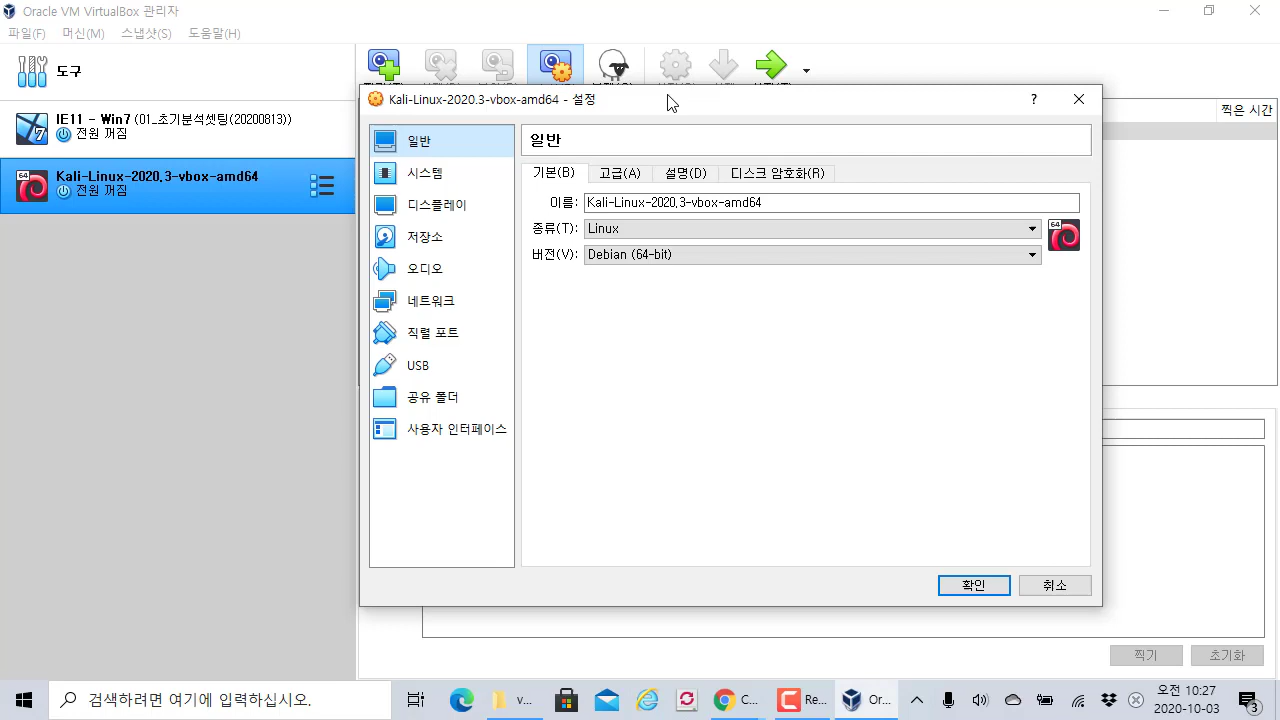 Oracle VM VirtualBox 관리자
파일(F) 머신(M) 스냅샷(S) 도움말(H)
도구
찍은 시간
IE11 - Win7 (01_초기분석셋팅(20200813))
전원 꺼짐
Kali-Linux-2020.3-vbox-amd64
전원 꺼짐
Kali-Linux-2020.3-vbox-amd64 - 설정
일반
시스템
디스플레이
저장소
오디오
네트워크
직렬 포트
USB
공유 폴더
사용자 인터페이스
일반
기본(B) 고급(A) 설명(D) 디스크 암호화(R)
이름: Kali-Linux-2020.3-vbox-amd64
종류(T): Linux
버전(V): Debian (64-bit)
확인 취소
찍기 초기화
검색하려면 여기에 입력하십시오.
v... C... Re... Or...
오전 10:27
2020-10-03
3